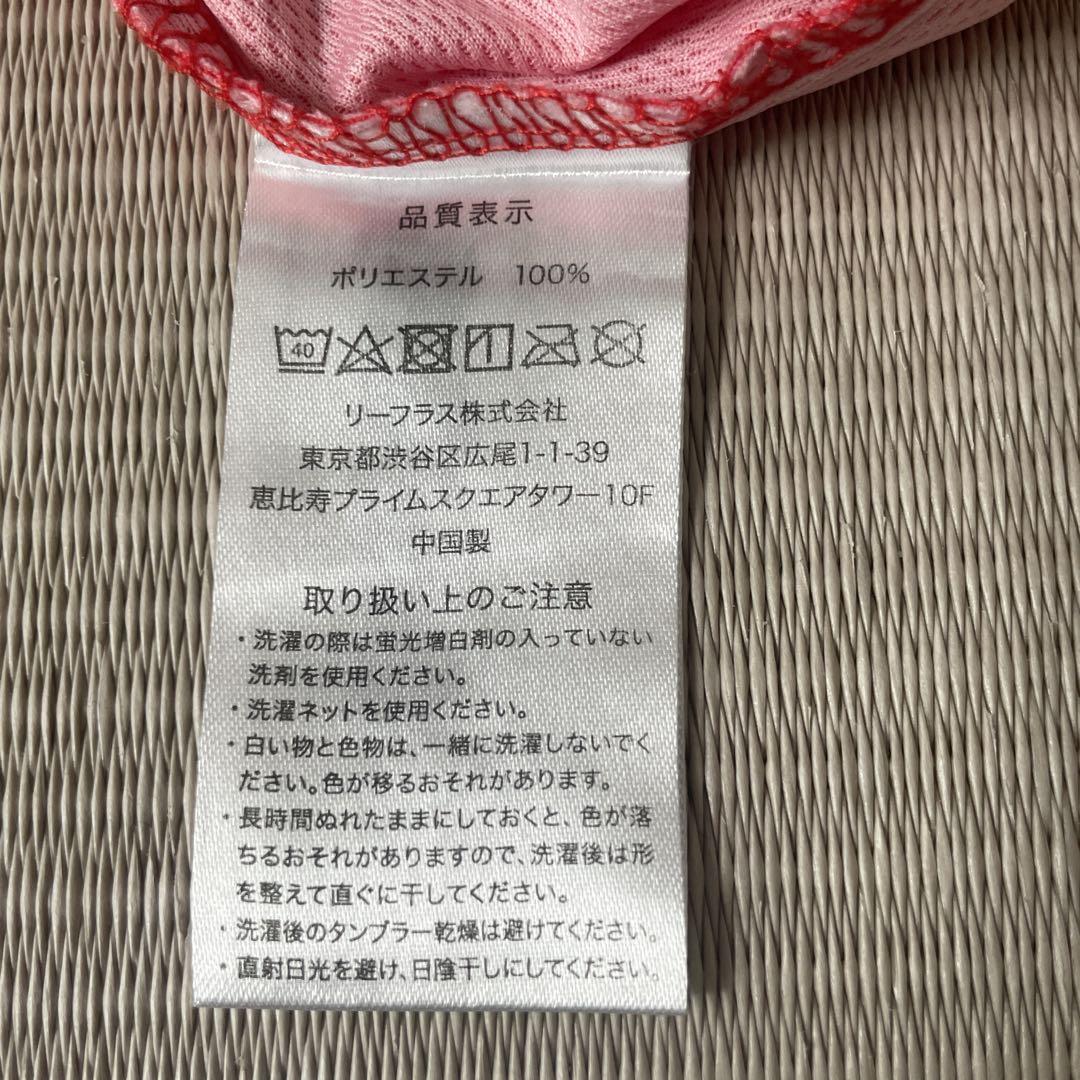 品質表示
ポリエステル 100%
40
リーフラス株式会社
東京都渋谷区広尾1-1-39
恵比寿プライムスクエアタワー10F
中国製
取り扱い上のご注意
・洗濯の際は蛍光増白剤の入っていない
洗剤を使用ください。
・洗濯ネットを使用ください。
・白い物と色物は、一緒に洗濯しないでく
ださい。色が移るおそれがあります。
・長時間ぬれたままにしておくと、色が落
ちるおそれがありますので、洗濯後は形
を整えて直ぐに干してください。
・洗濯後のタンブラー乾燥は避けてください。
・直射日光を避け、日陰干しにしてください。